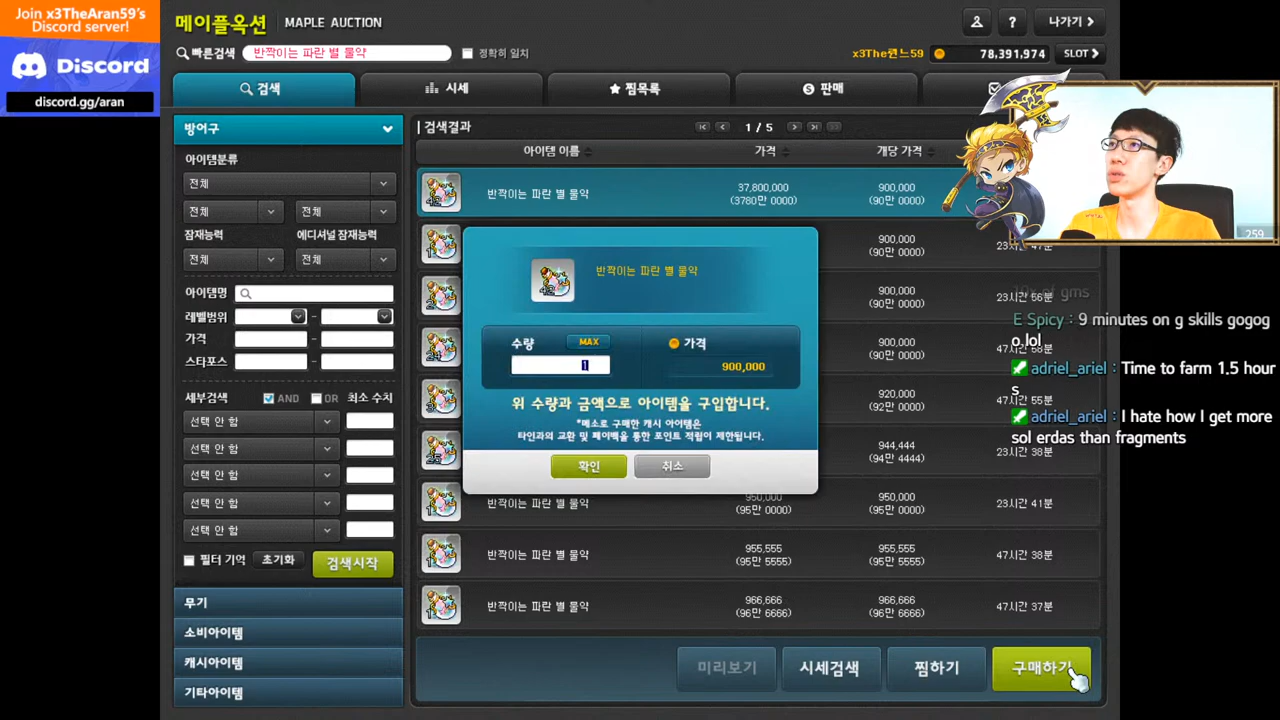 Join x3TheAran59's
Discord server!
Discord
discord.gg/aran
메이플옥션 MAPLE AUCTION
? 나가기
빠른검색 반짝이는 파란 별 물약 정확히 일치
x3The퀸느59 78,391,974 SLOT
검색 시세 찜목록 판매
방어구
아이템분류
전체
전체 전체
잠재능력 에디셔널 잠재능력
전체 전체
아이템명
레벨범위 -
가격 -
스타포스 -
세부검색 AND OR 최소 수치
선택 안 함
선택 안 함
선택 안 함
선택 안 함
선택 안 함
필터 기억 초기화 검색시작
무기
소비아이템
캐시아이템
기타아이템
검색결과 1 / 5
아이템 이름 가격 개당 가격
반짝이는 파란 별 물약 37,800,000 900,000
(3780만 0000) (90만 0000)
900,000
(90만 0000) 23시간 47분
900,000
(90만 0000) 23시간 56분
900,000
(90만 0000)
920,000
(92만 0000) 47시간 55분
944,444
(94만 4444) 23시간 38분
반짝이는 파란 별 물약 950,000 950,000 23시간 41분
(95만 0000) (95만 0000)
반짝이는 파란 별 물약 955,555 955,555 47시간 38분
(95만 5555) (95만 5555)
반짝이는 파란 별 물약 966,666 966,666 47시간 37분
(96만 6666) (96만 6666)
반짝이는 파란 별 물약
42
수량 MAX 가격
1 900,000
위 수량과 금액으로 아이템을 구입합니다.
*메소로 구매한 캐시 아이템은
타인과의 교환 및 페이백을 통한 포인트 적립이 제한됩니다.
확인 취소
미리보기 시세검색 찜하기 구매하기
259
10x of gms
E Spicy : 9 minutes on g skills gogog
o lol
adriel_ariel : Time to farm 1.5 hour
s
adriel_ariel : I hate how I get more
sol erdas than fragments